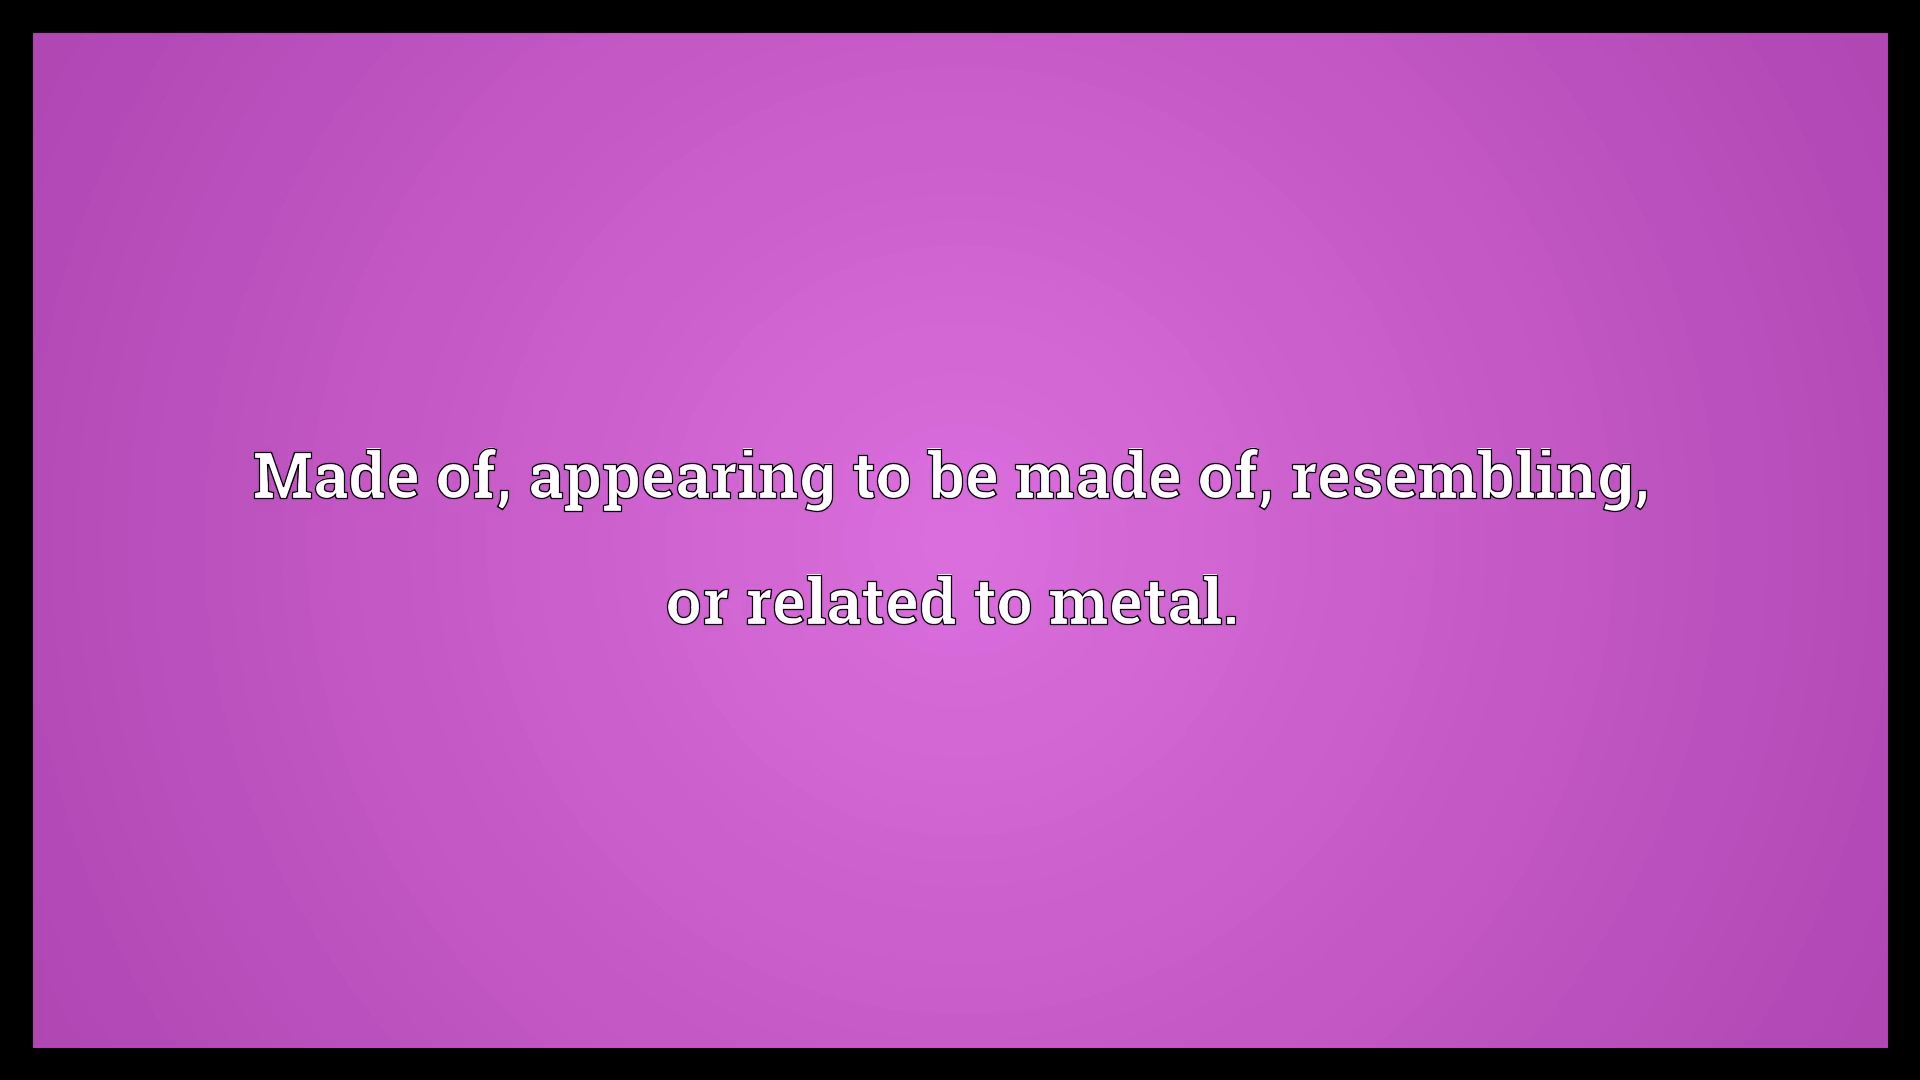 Made of, appearing to be made of, resembling,
or related to metal.